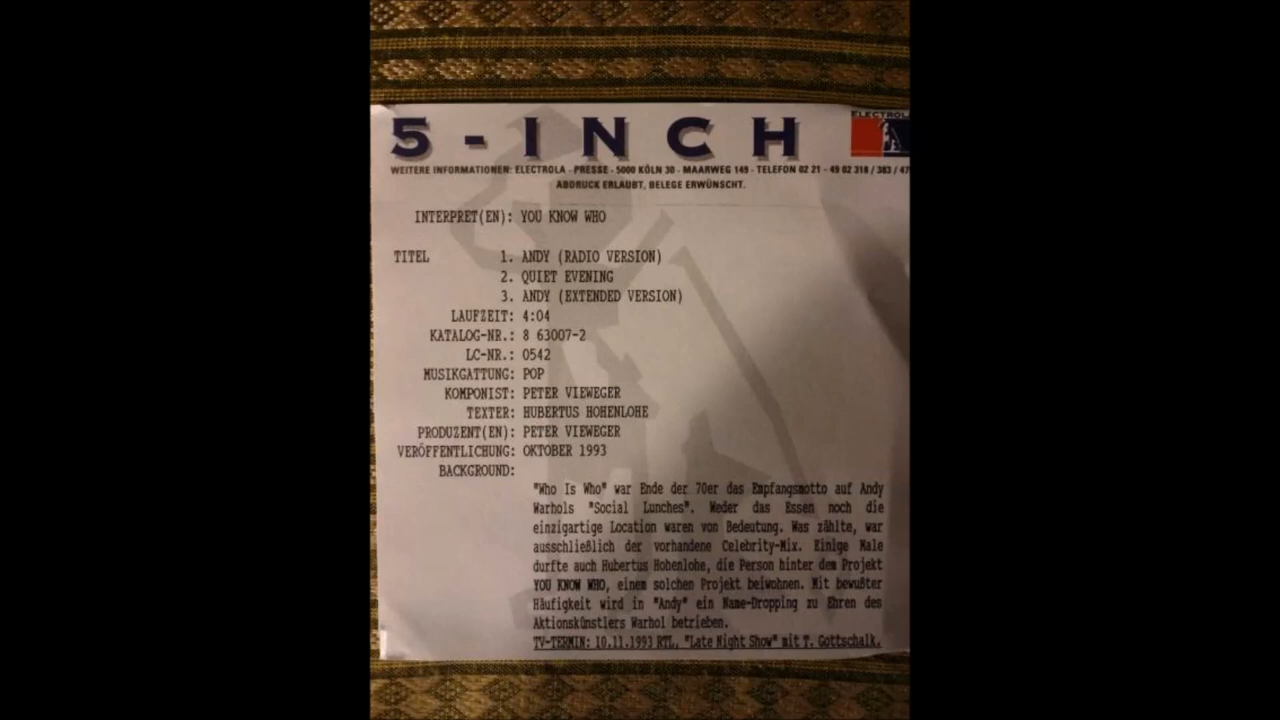 5-INCH
ELECTROLA
WEITERE INFORMATIONEN: ELECTROLA - PRESSE - 5000 KÖLN 30 - MAARWEG 149 - TELEFON 02 21 - 49 02 318 / 383 / 47
ABDRUCK ERLAUBT, BELEGE ERWÜNSCHT.
INTERPRET(EN): YOU KNOW WHO
TITEL 1. ANDY (RADIO VERSION)
2. QUIET EVENING
3. ANDY (EXTENDED VERSION)
LAUFZEIT: 4:04
KATALOG-NR.: 8 63007-2
LC-NR.: 0542
MUSIKGATTUNG: POP
KOMPONIST: PETER VIEWEGER
TEXTER: HUBERTUS HOHENLOHE
PRODUZENT(EN): PETER VIEWEGER
VERÖFFENTLICHUNG: OKTOBER 1993
BACKGROUND:
"Who Is Who" war Ende der 70er das Empfangsmotto auf Andy
Warhols "Social Lunches". Weder das Essen noch die
einzigartige Location waren von Bedeutung. Was zählte, war
ausschließlich der vorhandene Celebrity-Mix. Einige Male
durfte auch Hubertus Hohenlohe, die Person hinter dem Projekt
YOU KNOW WHO, einem solchen Projekt beiwohnen. Mit bewußter
Häufigkeit wird in "Andy" ein Name-Dropping zu Ehren des
Aktionskünstlers Warhol betrieben.
TV-TERMIN: 10.11.1993 RTL, "Late Night Show" mit T. Gottschalk.